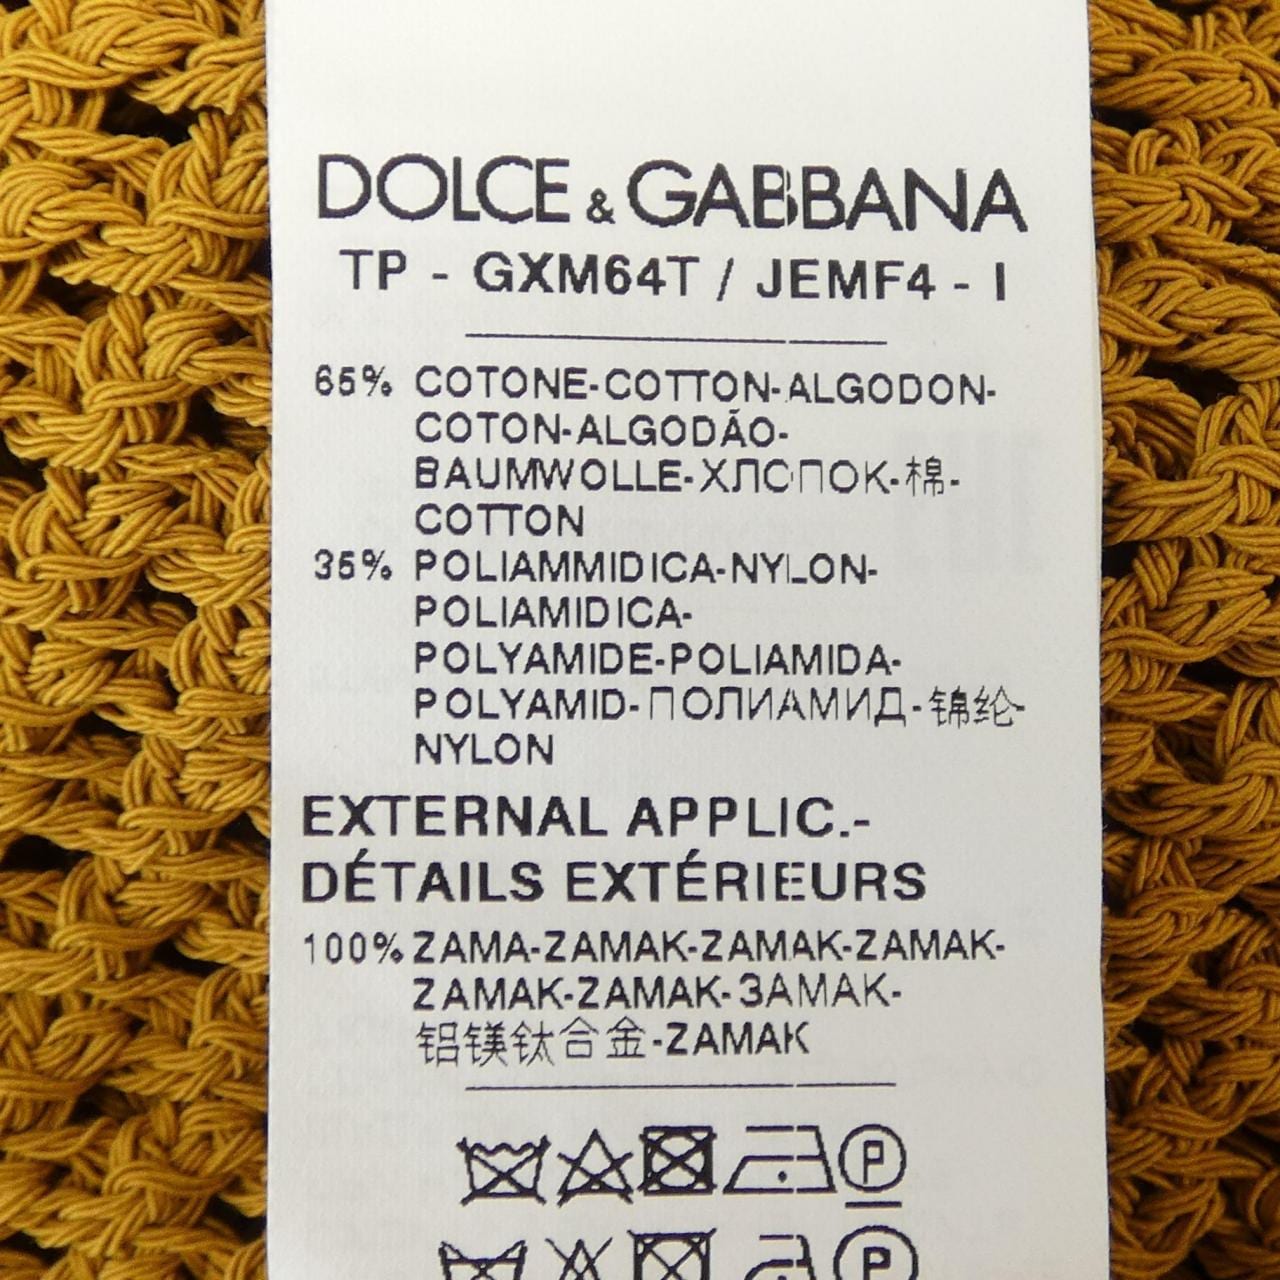 DOLCE & GABBANA
TP - GXM64T / JEMF4 - I
65% COTONE-COTTON-ALGODON-
COTON-ALGODÃO-
BAUMWOLLE-ХЛОПОК-棉-
COTTON
35% POLIAMMIDICA-NYLON-
POLIAMIDICA-
POLYAMIDE-POLIAMIDA-
POLYAMID-ПОЛИАМИД-锦纶-
NYLON
EXTERNAL APPLIC.-
DÉTAILS EXTÉRIEURS
100% ZAMA-ZAMAK-ZAMAK-ZAMAK-
ZAMAK-ZAMAK-ЗАМАК-
铝镁钛合金-ZAMAK
P
P